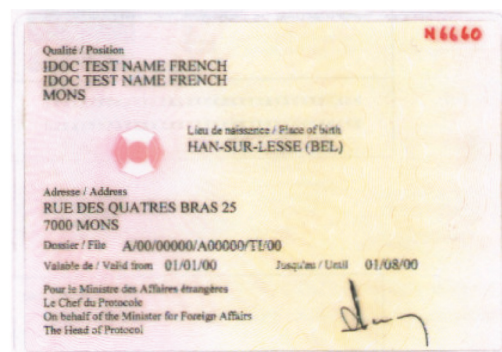 N6660
Qualité / Position
IDOC TEST NAME FRENCH
IDOC TEST NAME FRENCH
MONS
Lieu de naissance / Place of birth
HAN-SUR-LESSE (BEL)
Adresse / Address
RUE DES QUATRES BRAS 25
7000 MONS
Dossier / File A/00/00000/A00000/TI/00
Valable de / Valid from 01/01/00 Jusqu'au / Until 01/08/00
Pour le Ministre des Affaires étrangères
Le Chef du Protocole
On behalf of the Minister for Foreign Affairs
The Head of Protocol